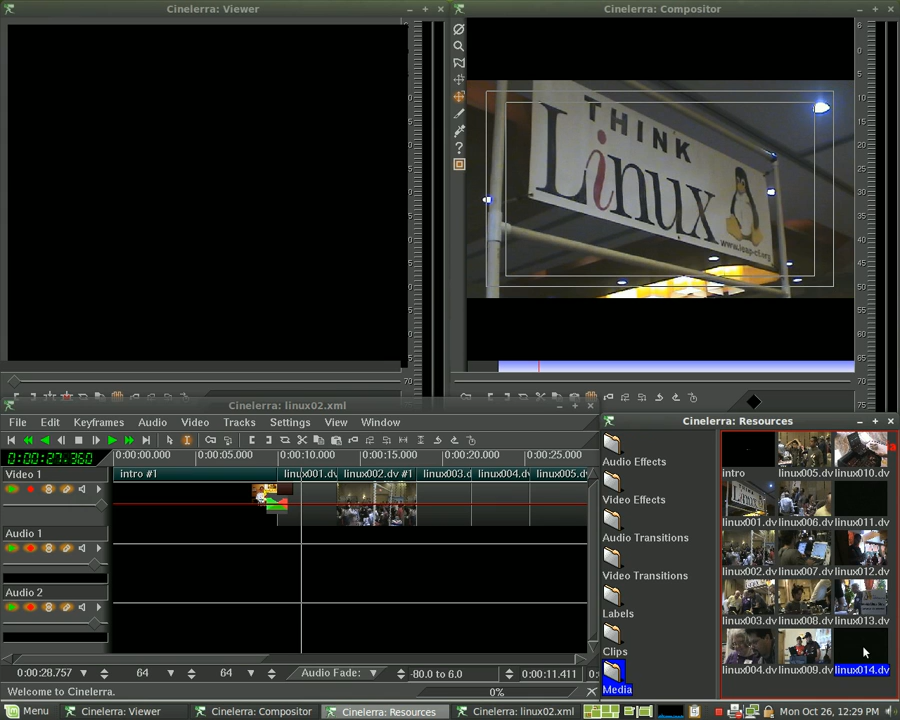 Cinelerra: Viewer
Cinelerra: Compositor
THINK
Linux
Cinelerra: linux02.xml
File Edit Keyframes Audio Video Tracks Settings View Window
0:00:27.360
0:00:00.000 0:00:05.000 0:00:10.000 0:00:15.000 0:00:20.000 0:00:25.000
Video 1
intro #1 linux001.dv linux002.dv #1 linux003.d linux004.d linux005.dv
Audio 1
Audio 2
0:00:28.757 64 64 Audio Fade: -80.0 to 6.0 0:00:11.411
Welcome to Cinelerra. 0%
Cinelerra: Resources
Audio Effects
Video Effects
Audio Transitions
Video Transitions
Labels
Clips
Media
intro linux005.dv linux010.dv
linux001.dv linux006.dv linux011.dv
linux002.dv linux007.dv linux012.dv
linux003.dv linux008.dv linux013.dv
linux004.dv linux009.dv linux014.dv
Menu Cinelerra: Viewer Cinelerra: Compositor Cinelerra: Resources Cinelerra: linux02.xml Mon Oct 26, 12:29 PM